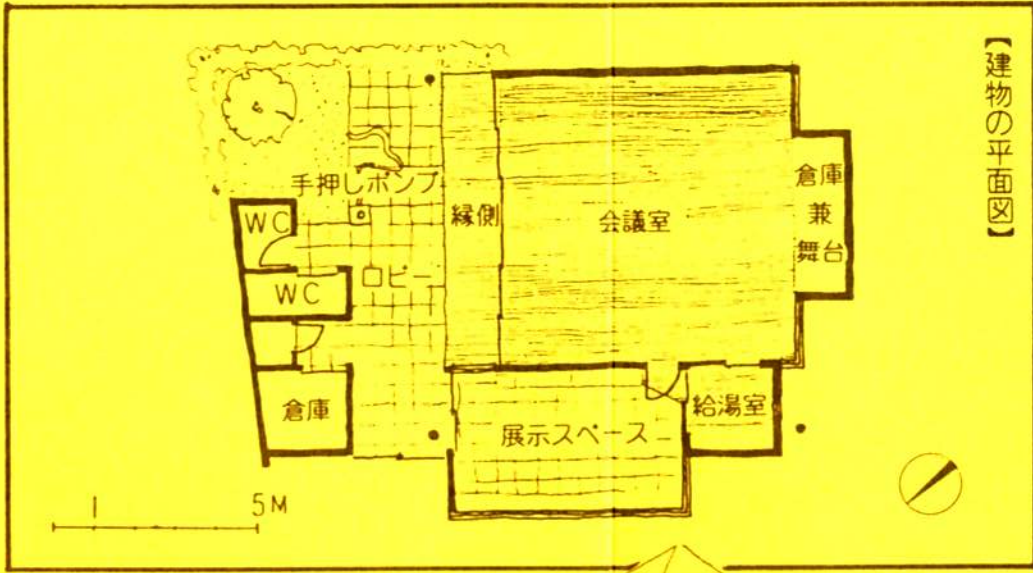 【建物の平面図】
手押しポンプ
WC
縁側
会議室
倉庫
兼
舞台
ロビー
WC
倉庫
展示スペース
給湯室
1
5M